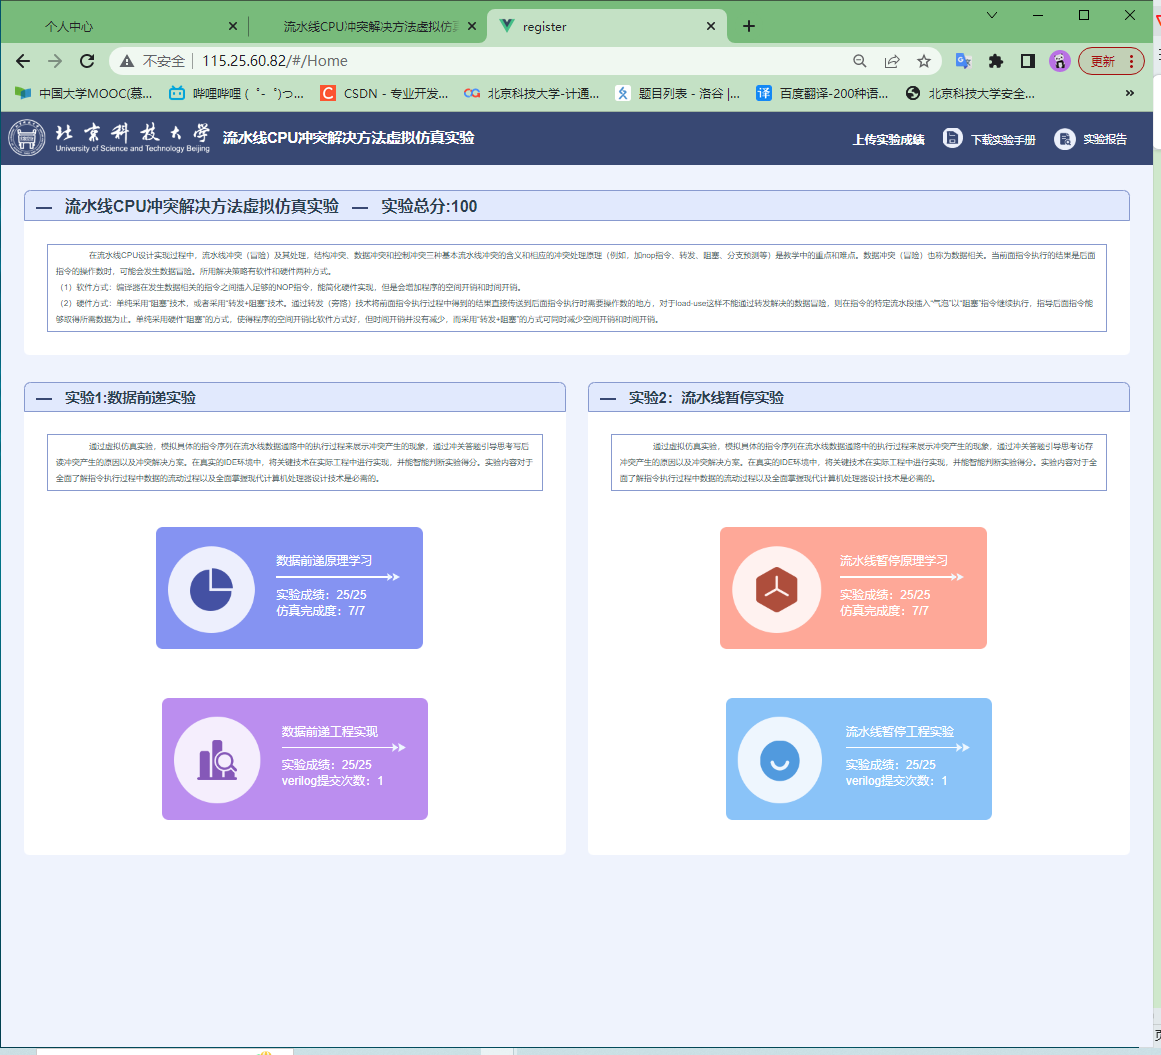 个人中心
流水线CPU冲突解决方法虚拟仿
register
不安全
115.25.60.82/#/Home
更新
中国大学MOOC(慕...
哔哩哔哩 (゜-゜)つ...
CSDN - 专业开发...
北京科技大学-计通...
题目列表 - 洛谷 |...
百度翻译-200种语...
北京科技大学安全...
»
北京科技大学
University of Science and Technology Beijing
流水线CPU冲突解决方法虚拟仿真实验
上传实验成绩
下载实验手册
实验报告
— 流水线CPU冲突解决方法虚拟仿真实验 — 实验总分:100
在流水线CPU设计实现过程中，流水线冲突（冒险）及其处理，结构冲突、数据冲突和控制冲突三种基本流水线冲突的含义和相应的冲突处理原理（例如，加nop指令、转发、阻塞、分支预测等）是教学中的重点和难点。数据冲突（冒险）也称为数据相关。当前面指令执行的结果是后面
指令的操作数时，可能会发生数据冒险。所用解决策略有软件和硬件两种方式。
（1）软件方式：编译器在发生数据相关的指令之间插入足够的NOP指令，能简化硬件实现，但是会增加程序的空间开销和时间开销。
（2）硬件方式：单纯采用“阻塞”技术，或者采用“转发+阻塞”技术。通过转发（旁路）技术将前面指令执行过程中得到的结果直接传送到后面指令执行时需要操作数的地方，对于load-use这样不能通过转发解决的数据冒险，则在指令的特定流水段插入“气泡”以“阻塞”指令继续执行，指导后面指令能
够取得所需数据为止。单纯采用硬件“阻塞”的方式，使得程序的空间开销比软件方式好，但时间开销并没有减少，而采用“转发+阻塞”的方式可同时减少空间开销和时间开销。
— 实验1:数据前递实验
通过虚拟仿真实验，模拟具体的指令序列在流水线数据通路中的执行过程来展示冲突产生的现象，通过冲关答题引导思考写后
读冲突产生的原因以及冲突解决方案。在真实的IDE环境中，将关键技术在实际工程中进行实现，并能智能判断实验得分。实验内容对于
全面了解指令执行过程中数据的流动过程以及全面掌握现代计算机处理器设计技术是必需的。
数据前递原理学习
实验成绩：25/25
仿真完成度：7/7
数据前递工程实现
实验成绩：25/25
verilog提交次数：1
— 实验2：流水线暂停实验
通过虚拟仿真实验，模拟具体的指令序列在流水线数据通路中的执行过程来展示冲突产生的现象，通过冲关答题引导思考访存
冲突产生的原因以及冲突解决方案。在真实的IDE环境中，将关键技术在实际工程中进行实现，并能智能判断实验得分。实验内容对于全
面了解指令执行过程中数据的流动过程以及全面掌握现代计算机处理器设计技术是必需的。
流水线暂停原理学习
实验成绩：25/25
仿真完成度：7/7
流水线暂停工程实验
实验成绩：25/25
verilog提交次数：1